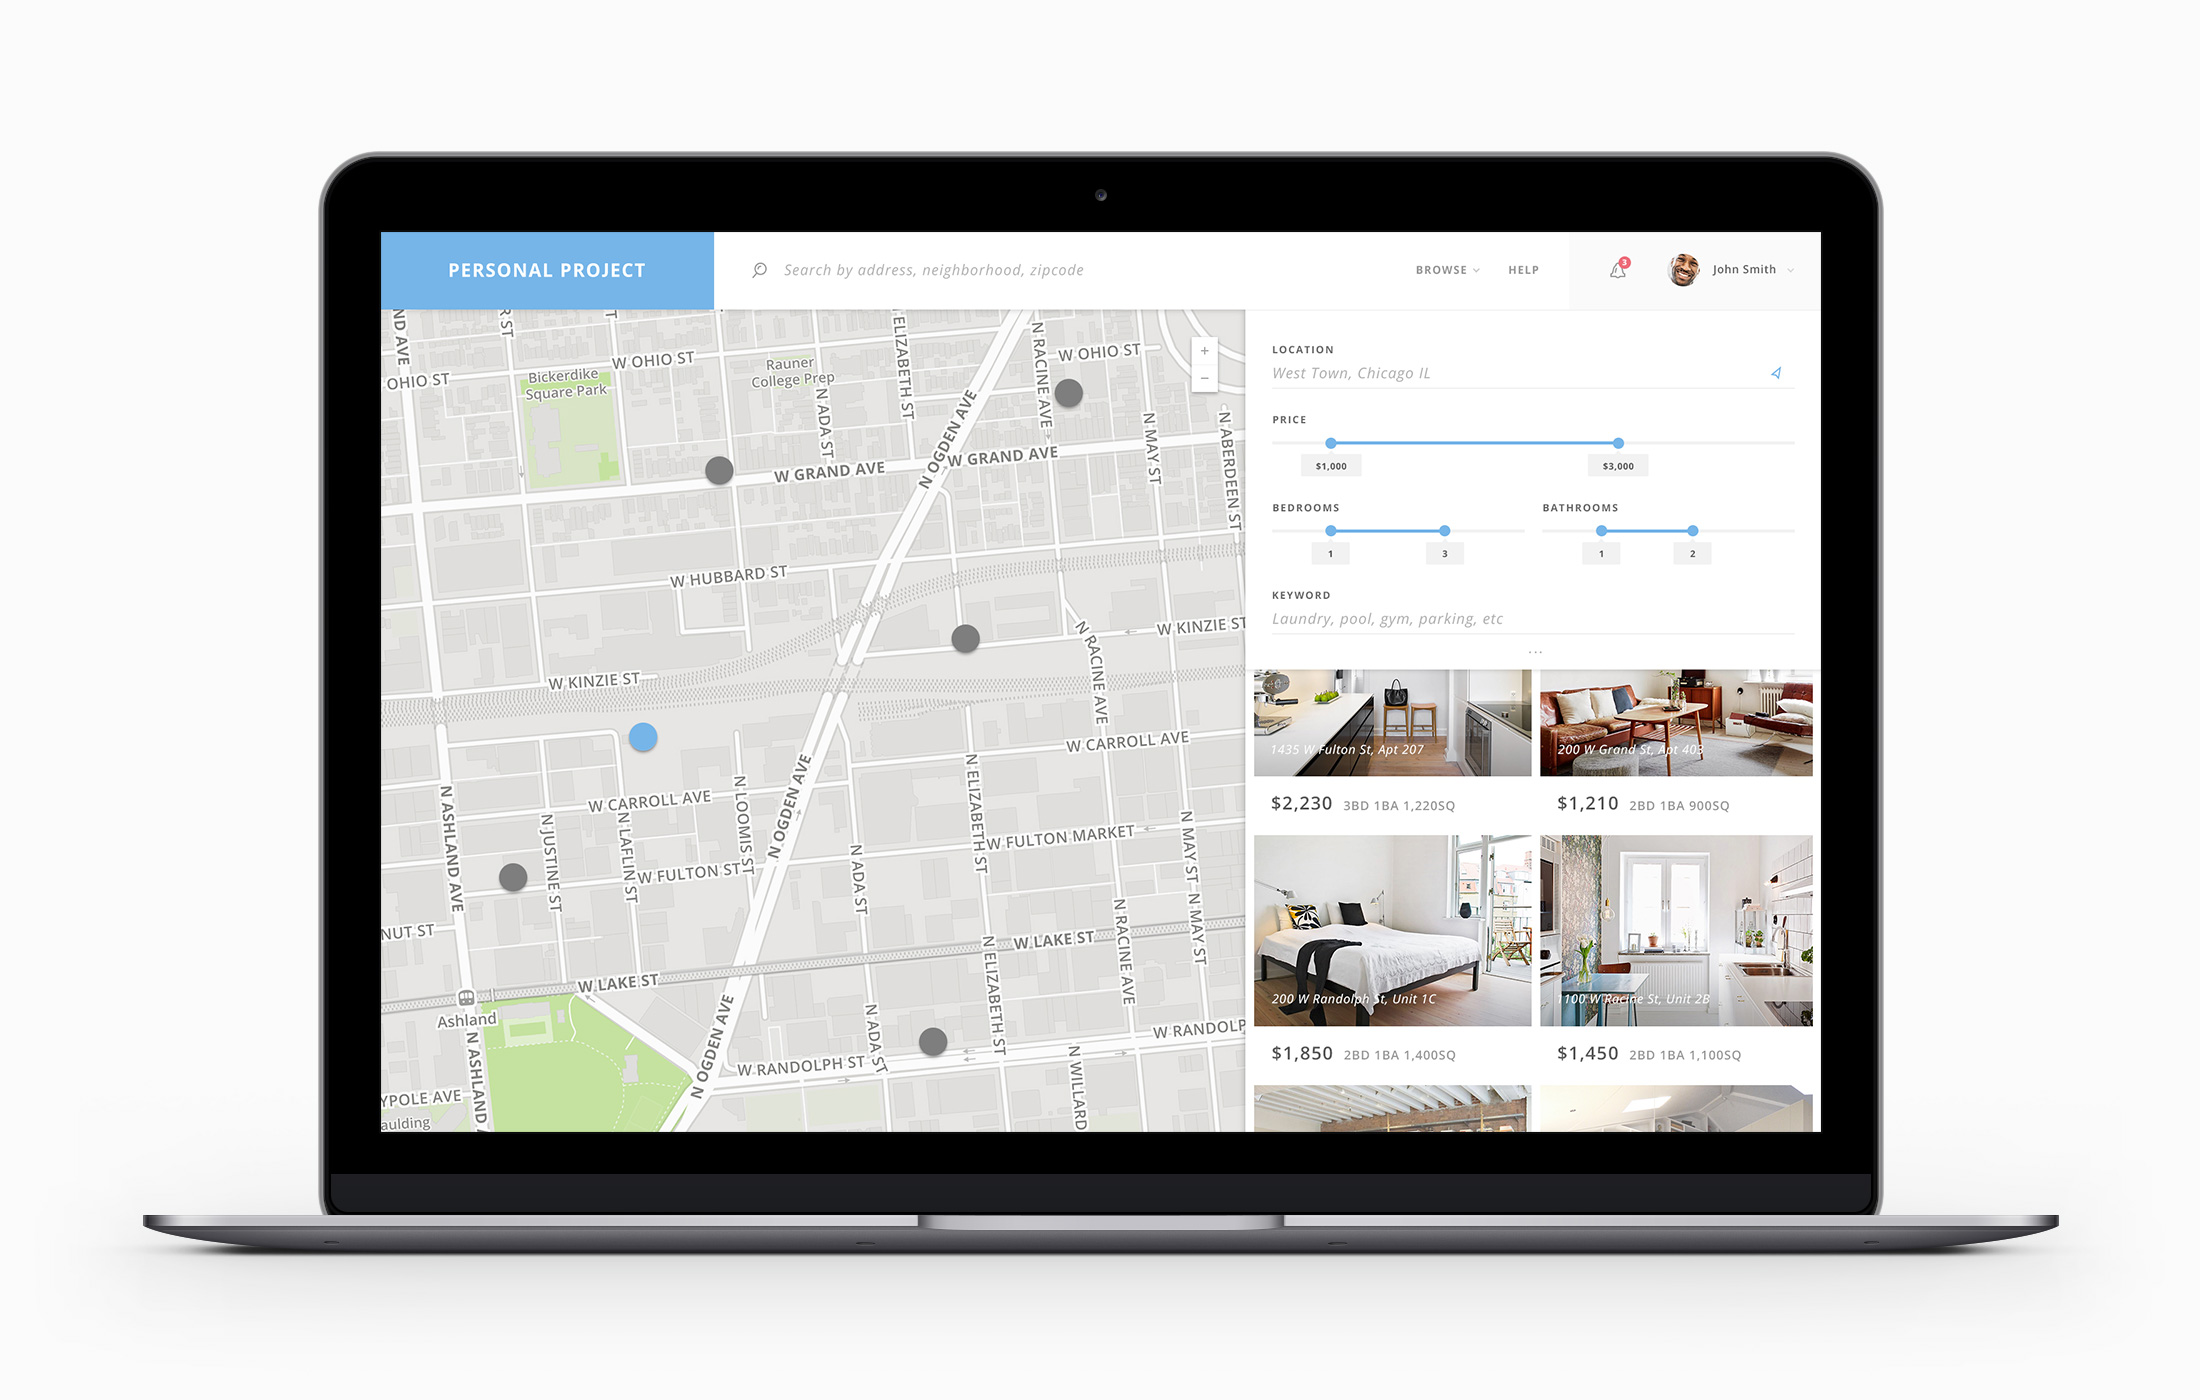 PERSONAL PROJECT
Search by address, neighborhood, zipcode
BROWSE
HELP
3
John Smith
W OHIO ST
OHIO ST
Bickerdike
Square Park
Rauner
College Prep
N ADA ST
ELIZABETH ST
N OGDEN AVE
N RACINE AVE
W OHIO ST
N MAY ST
N ABERDEEN ST
W GRAND AVE
W GRAND AVE
W HUBBARD ST
W KINZIE ST
W KINZIE ST
N RACINE AVE
W CARROLL AVE
W CARROLL AVE
N ASHLAND AVE
N JUSTINE ST
N LAFLIN ST
N LOOMIS ST
N OGDEN AVE
N ELIZABETH ST
W FULTON MARKET
W FULTON ST
N ADA ST
N MAY ST
N MAY ST
N RACINE AVE
NUT ST
W LAKE ST
W LAKE ST
N ELIZABETH ST
Ashland
N ASHLAND
N OGDEN AVE
N ADA ST
W RANDOLPH ST
W RANDOLP
N WILLARD
YPOLE AVE
aulding
+
−
LOCATION
West Town, Chicago IL
PRICE
$1,000
$3,000
BEDROOMS
BATHROOMS
1
3
1
2
KEYWORD
Laundry, pool, gym, parking, etc
...
1435 W Fulton St, Apt 207
200 W Grand St, Apt 403
$2,230 3BD 1BA 1,220SQ
$1,210 2BD 1BA 900SQ
200 W Randolph St, Unit 1C
1100 W Racine St, Unit 2B
$1,850 2BD 1BA 1,400SQ
$1,450 2BD 1BA 1,100SQ